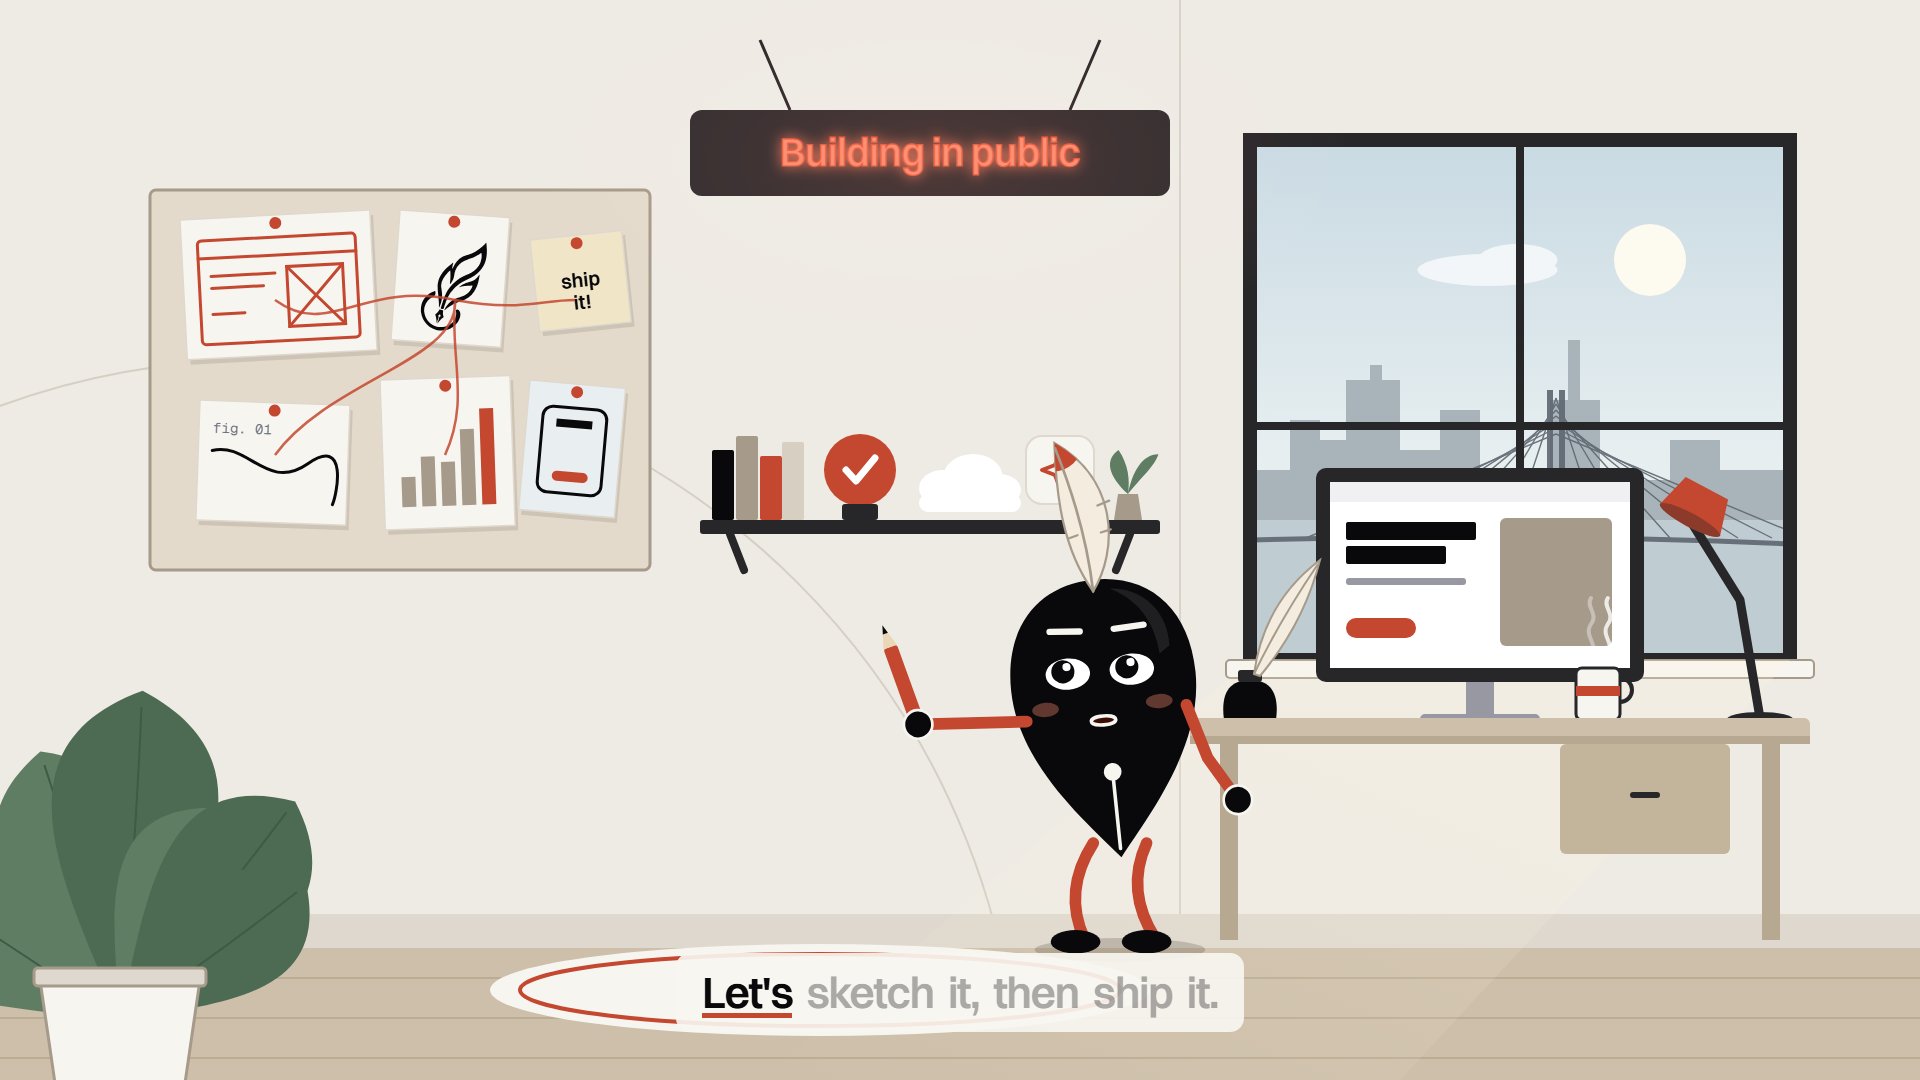 Building in public
ship
it!
fig. 01
Let's sketch it, then ship it.